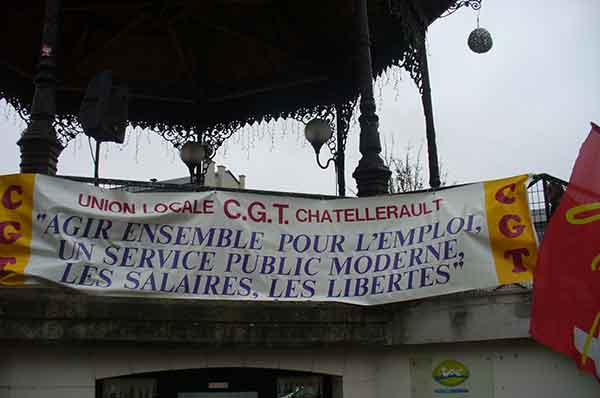 UNION LOCALE C.G.T. CHATELLERAULT
CGT
CGT
"AGIR ENSEMBLE POUR L'EMPLOI,
UN SERVICE PUBLIC MODERNE,
LES SALAIRES, LES LIBERTES"